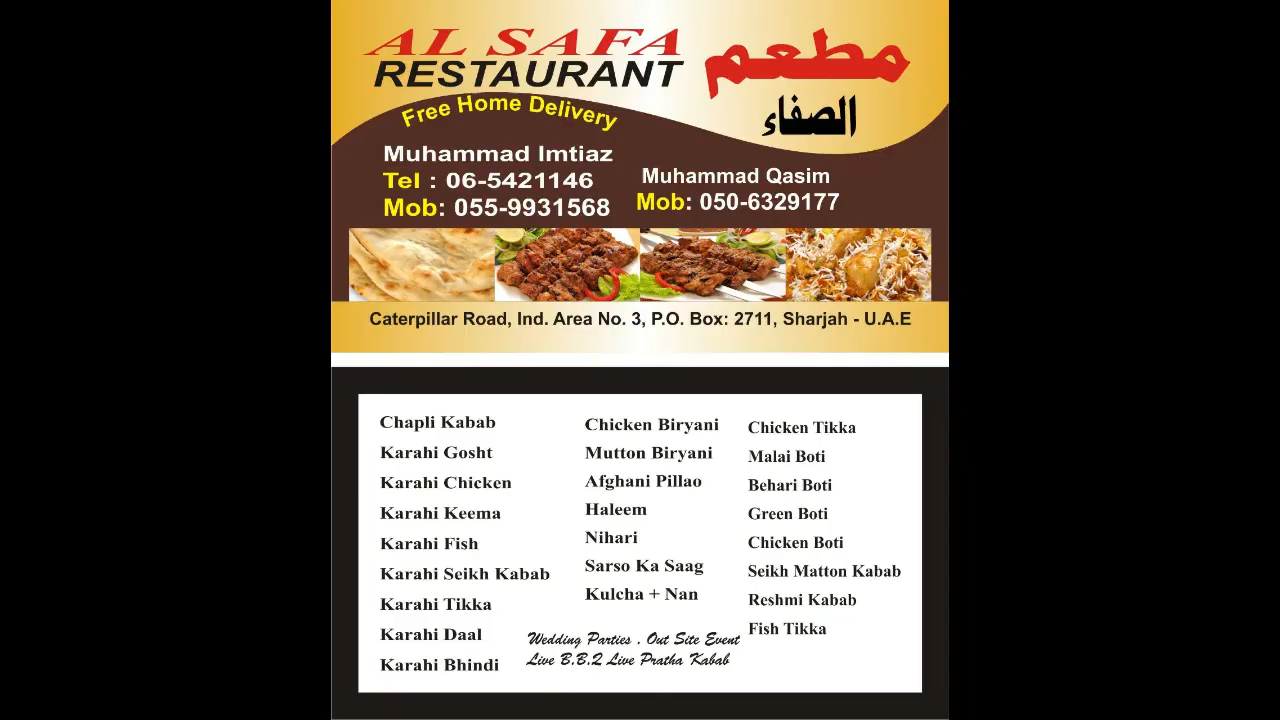 AL SAFA
RESTAURANT
مطعم
الصفاء
Free Home Delivery
Muhammad Imtiaz
Tel : 06-5421146
Mob: 055-9931568
Muhammad Qasim
Mob: 050-6329177
Caterpillar Road, Ind. Area No. 3, P.O. Box: 2711, Sharjah - U.A.E
Chapli Kabab
Karahi Gosht
Karahi Chicken
Karahi Keema
Karahi Fish
Karahi Seikh Kabab
Karahi Tikka
Karahi Daal
Karahi Bhindi
Chicken Biryani
Mutton Biryani
Afghani Pillao
Haleem
Nihari
Sarso Ka Saag
Kulcha + Nan
Chicken Tikka
Malai Boti
Behari Boti
Green Boti
Chicken Boti
Seikh Matton Kabab
Reshmi Kabab
Fish Tikka
Wedding Parties . Out Site Event
Live B.B.Q Live Pratha Kabab